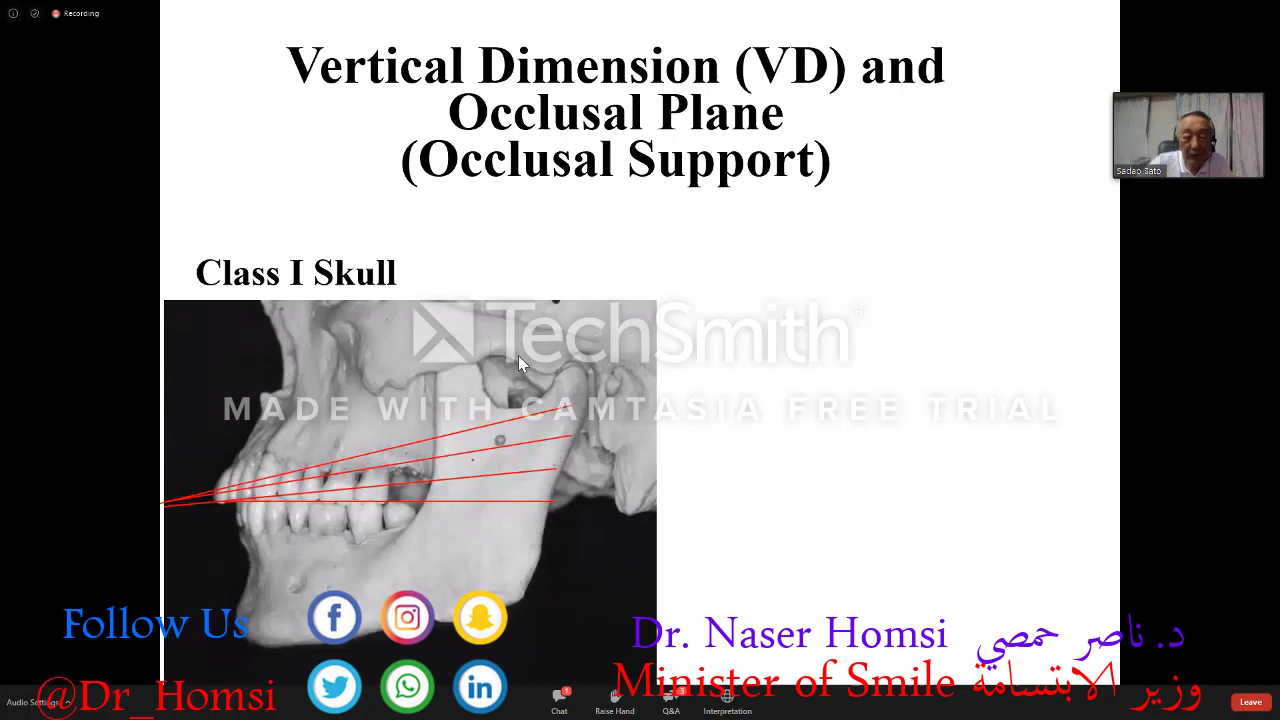 Recording
Vertical Dimension (VD) and
Occlusal Plane
(Occlusal Support)
Sadao Sato
Class I Skull
TechSmith
MADE WITH CAMTASIA FREE TRIAL
Follow Us
Dr. Naser Homsi د. ناصر حمصي
@Dr_Homsi
Minister of Smile وزير الابتسامة
Audio Settings
1
Chat
Raise Hand
3
Q&A
Interpretation
Leave